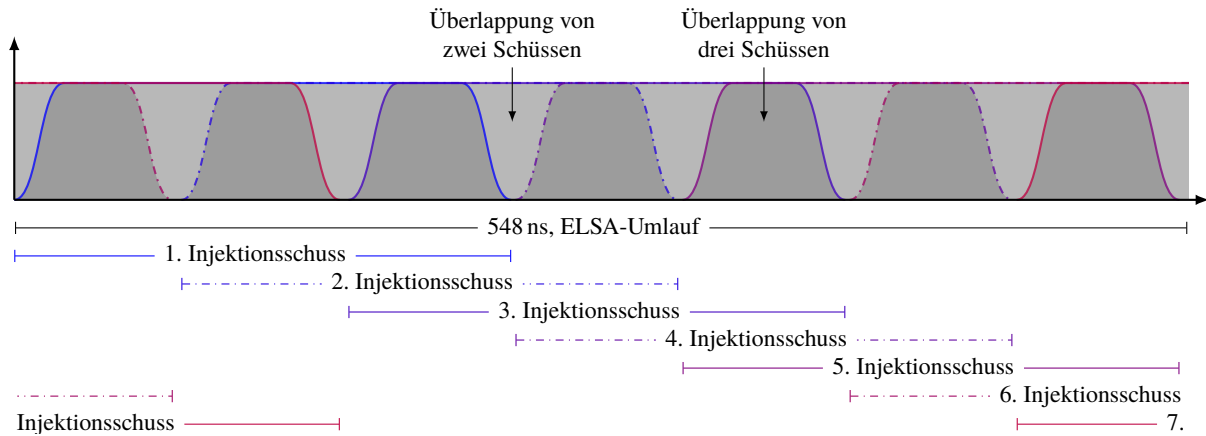 Überlappung von
zwei Schüssen
Überlappung von
drei Schüssen
548 ns, ELSA-Umlauf
1. Injektionsschuss
2. Injektionsschuss
3. Injektionsschuss
4. Injektionsschuss
5. Injektionsschuss
6. Injektionsschuss
Injektionsschuss
7.